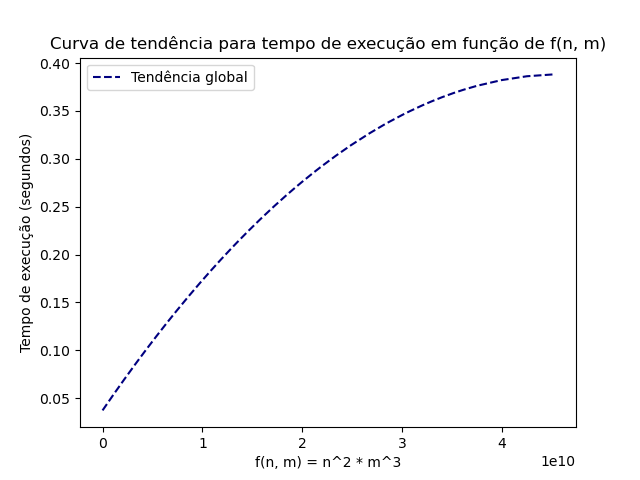 Curva de tendência para tempo de execução em função de f(n, m)
Tendência global
Tempo de execução (segundos)
0.40
0.35
0.30
0.25
0.20
0.15
0.10
0.05
0 1 2 3 4
1e10
f(n, m) = n^2 * m^3